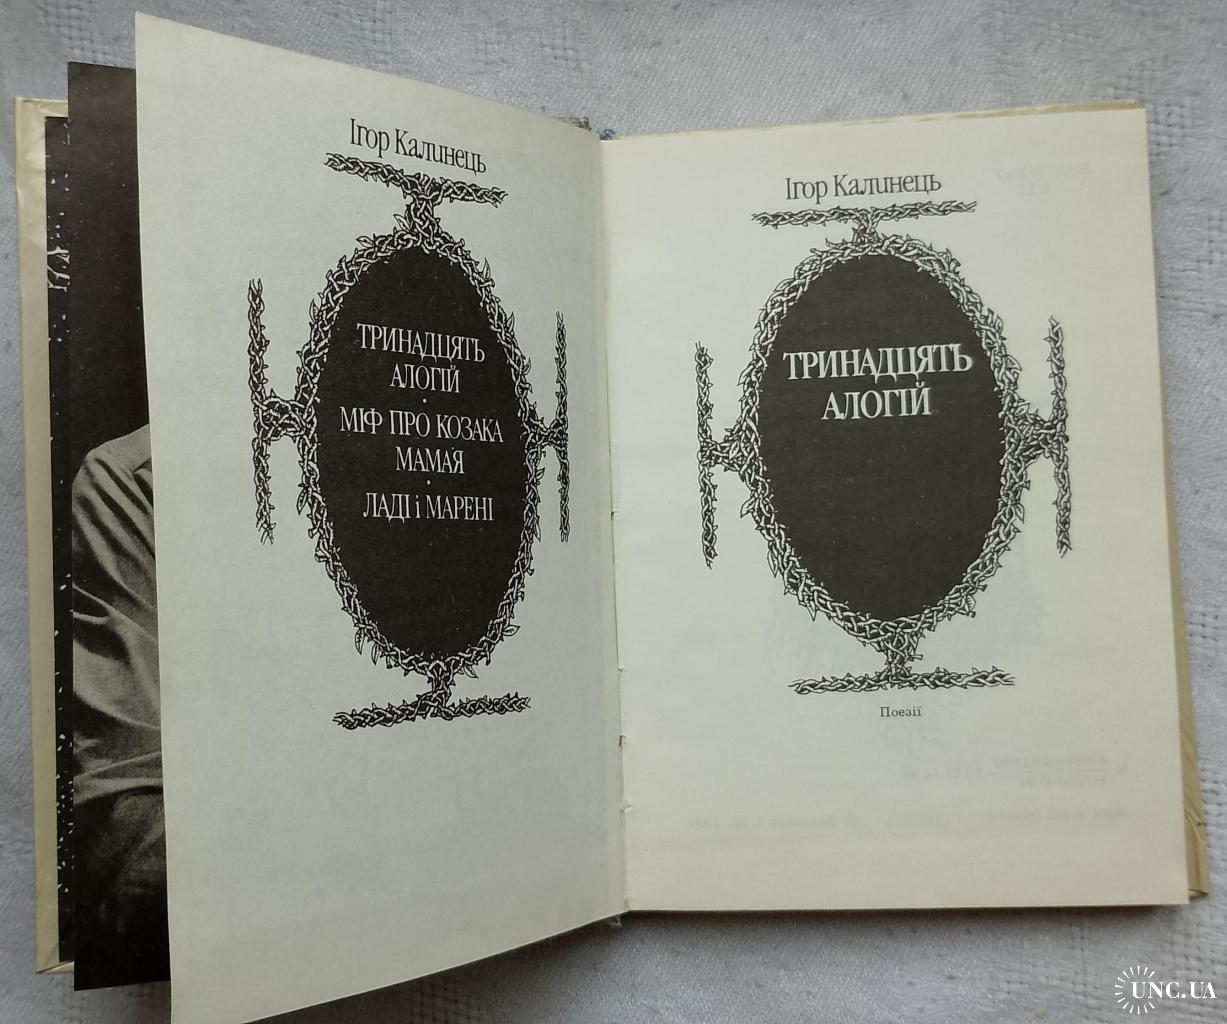 Ігор Калинець
ТРИНАДЦЯТЬ
АЛОГІЙ
·
МІФ ПРО КОЗАКА
МАМАЯ
·
ЛАДІ і МАРЕНІ
Ігор Калинець
ТРИНАДЦЯТЬ
АЛОГІЙ
Поезії
UNC.UA